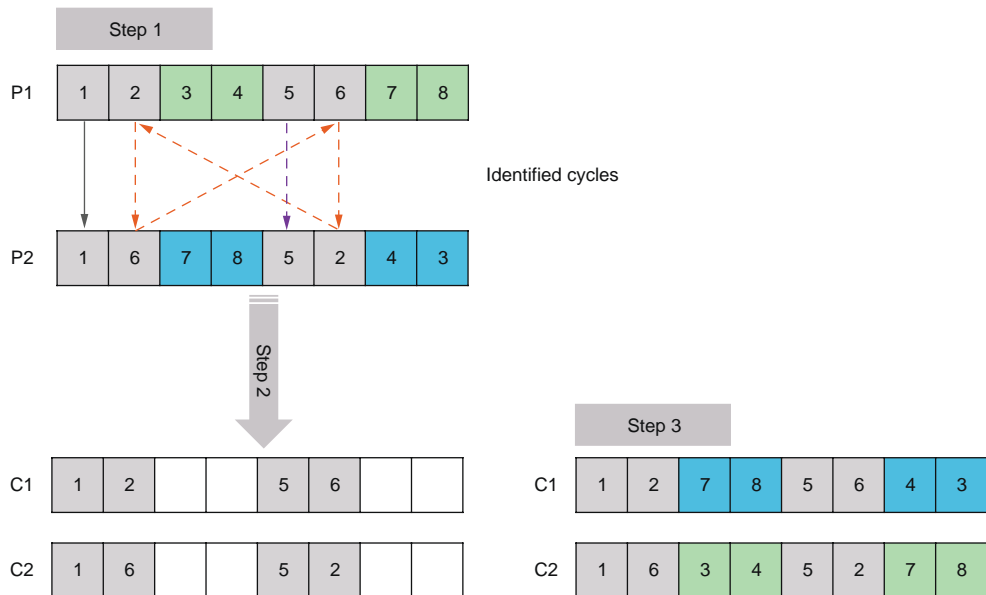 Step 1
P1 1 2 3 4 5 6 7 8
Identified cycles
P2 1 6 7 8 5 2 4 3
Step 2
Step 3
C1 1 2 5 6
C1 1 2 7 8 5 6 4 3
C2 1 6 5 2
C2 1 6 3 4 5 2 7 8